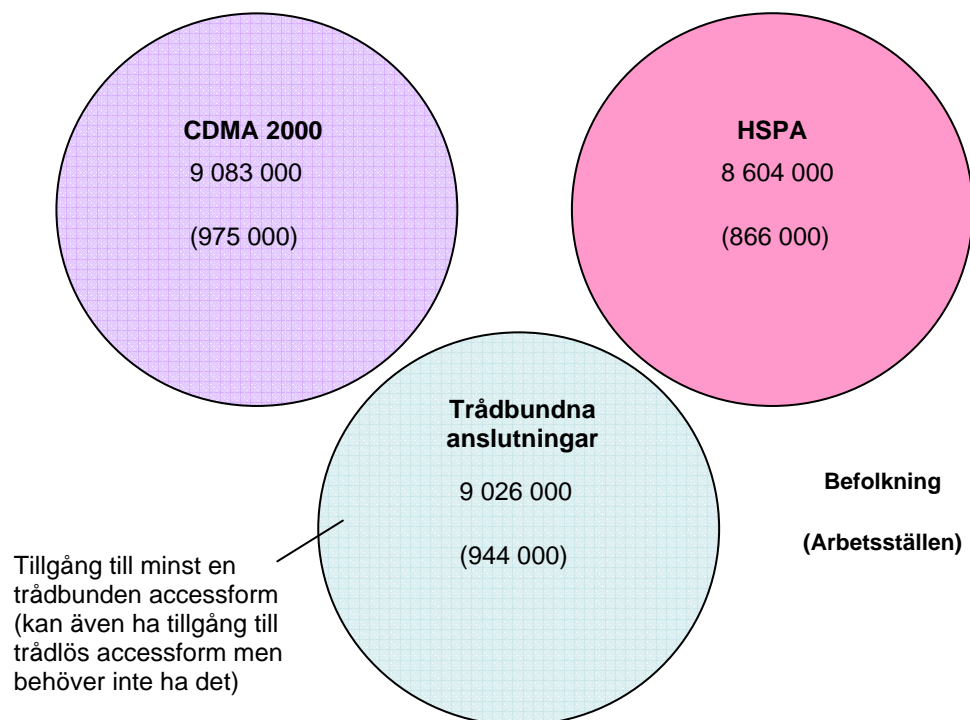 CDMA 2000
9 083 000
(975 000)
HSPA
8 604 000
(866 000)
Trådbundna
anslutningar
9 026 000
(944 000)
Befolkning
(Arbetsställen)
Tillgång till minst en
trådbunden accessform
(kan även ha tillgång till
trådlös accessform men
behöver inte ha det)